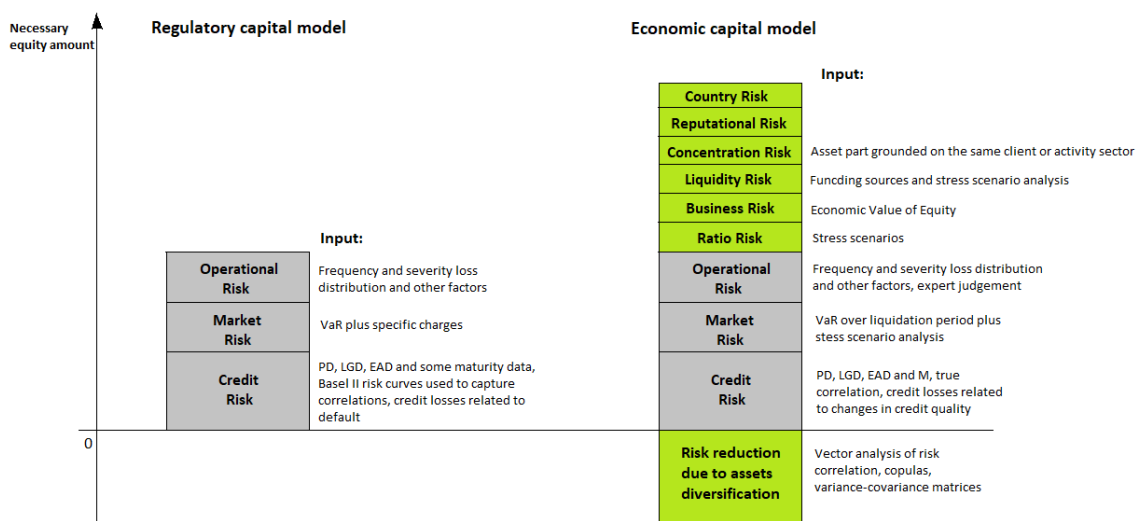 Necessary
equity amount
Regulatory capital model
Economic capital model
Input:
Country Risk
Reputational Risk
Concentration Risk
Asset part grounded on the same client or activity sector
Liquidity Risk
Funcding sources and stress scenario analysis
Business Risk
Economic Value of Equity
Ratio Risk
Stress scenarios
Input:
Operational
Risk
Frequency and severity loss
distribution and other factors
Operational
Risk
Frequency and severity loss distribution
and other factors, expert judgement
Market
Risk
VaR plus specific charges
Market
Risk
VaR over liquidation period plus
stess scenario analysis
Credit
Risk
PD, LGD, EAD and some maturity data,
Basel II risk curves used to capture
correlations, credit losses related to
default
Credit
Risk
PD, LGD, EAD and M, true
correlation, credit losses related
to changes in credit quality
0
Risk reduction
due to assets
diversification
Vector analysis of risk
correlation, copulas,
variance-covariance matrices